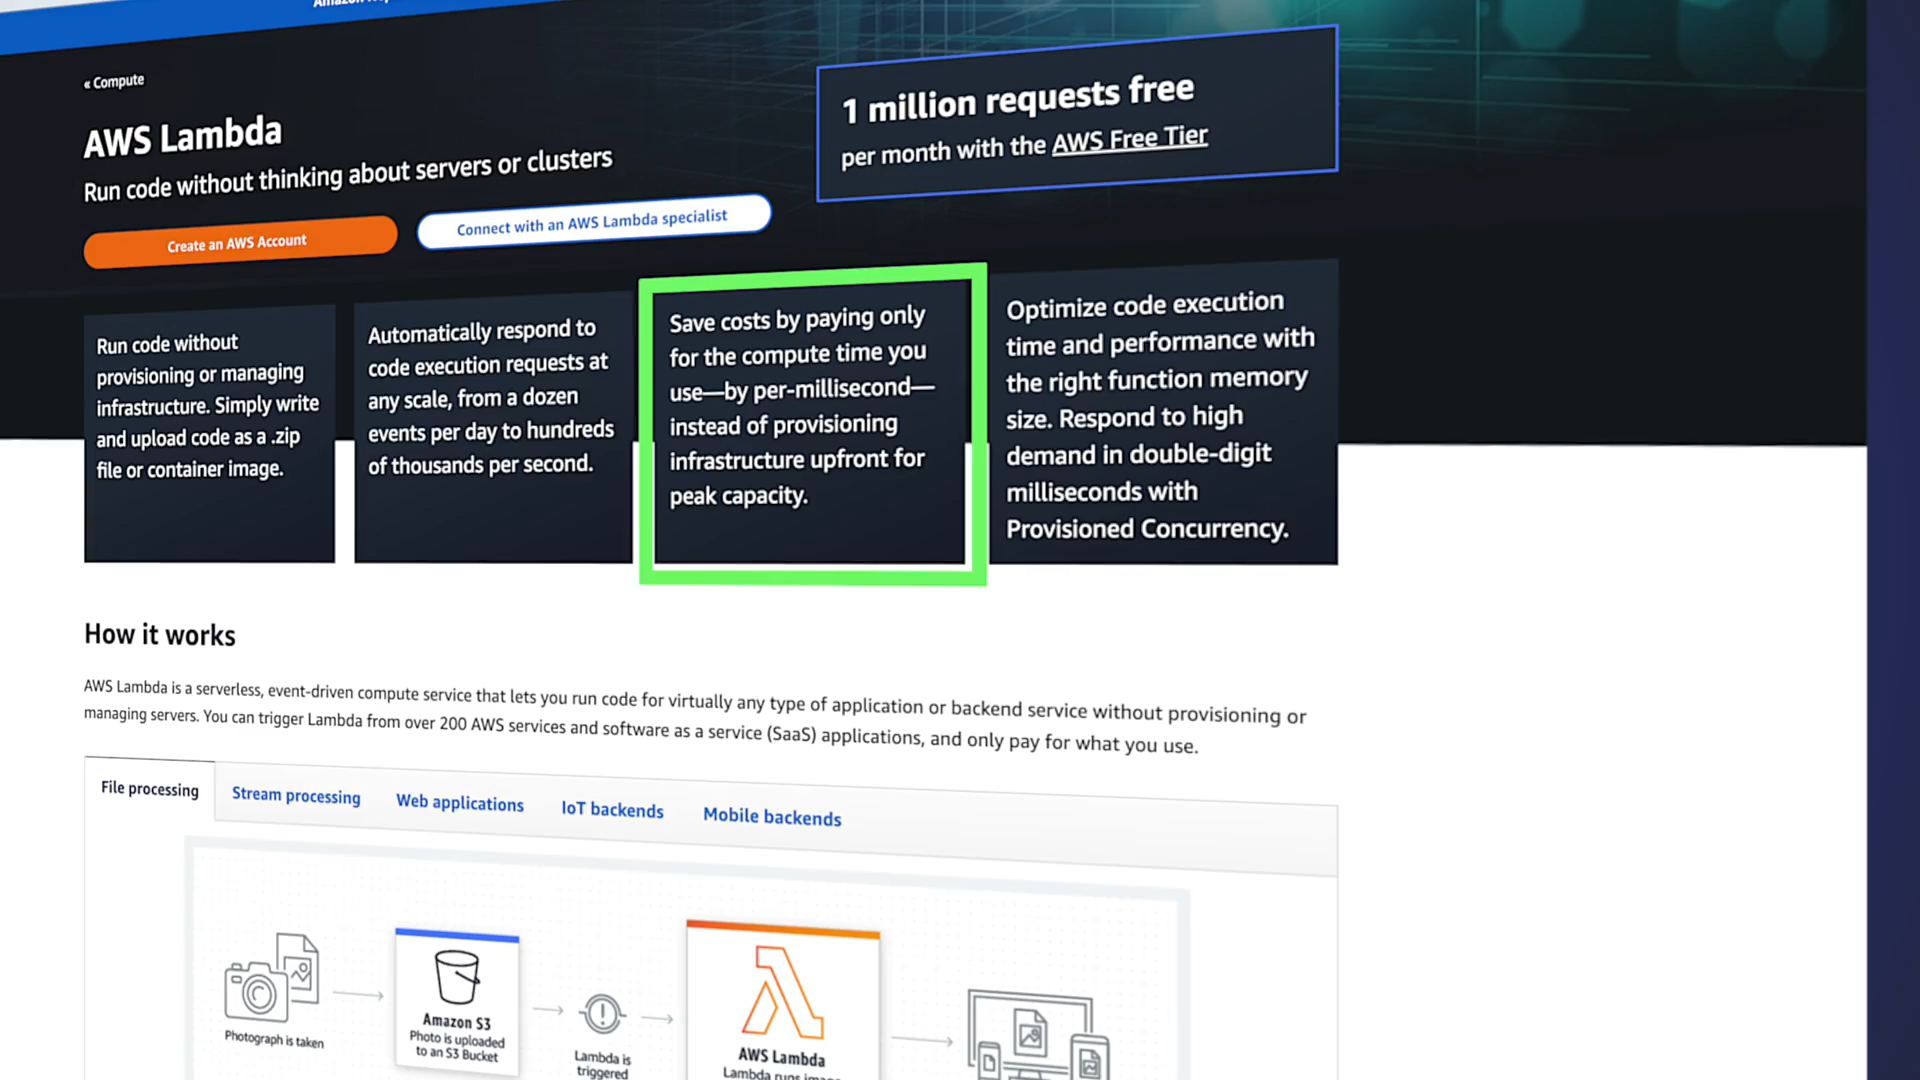 « Compute
AWS Lambda
Run code without thinking about servers or clusters
Create an AWS Account
Connect with an AWS Lambda specialist
1 million requests free
per month with the AWS Free Tier
Run code without
provisioning or managing
infrastructure. Simply write
and upload code as a .zip
file or container image.
Automatically respond to
code execution requests at
any scale, from a dozen
events per day to hundreds
of thousands per second.
Save costs by paying only
for the compute time you
use—by per-millisecond—
instead of provisioning
infrastructure upfront for
peak capacity.
Optimize code execution
time and performance with
the right function memory
size. Respond to high
demand in double-digit
milliseconds with
Provisioned Concurrency.
How it works
AWS Lambda is a serverless, event-driven compute service that lets you run code for virtually any type of application or backend service without provisioning or
managing servers. You can trigger Lambda from over 200 AWS services and software as a service (SaaS) applications, and only pay for what you use.
File processing
Stream processing
Web applications
IoT backends
Mobile backends
Photograph is taken
Amazon S3
Photo is uploaded
to an S3 Bucket
Lambda is
triggered
AWS Lambda
Lambda runs